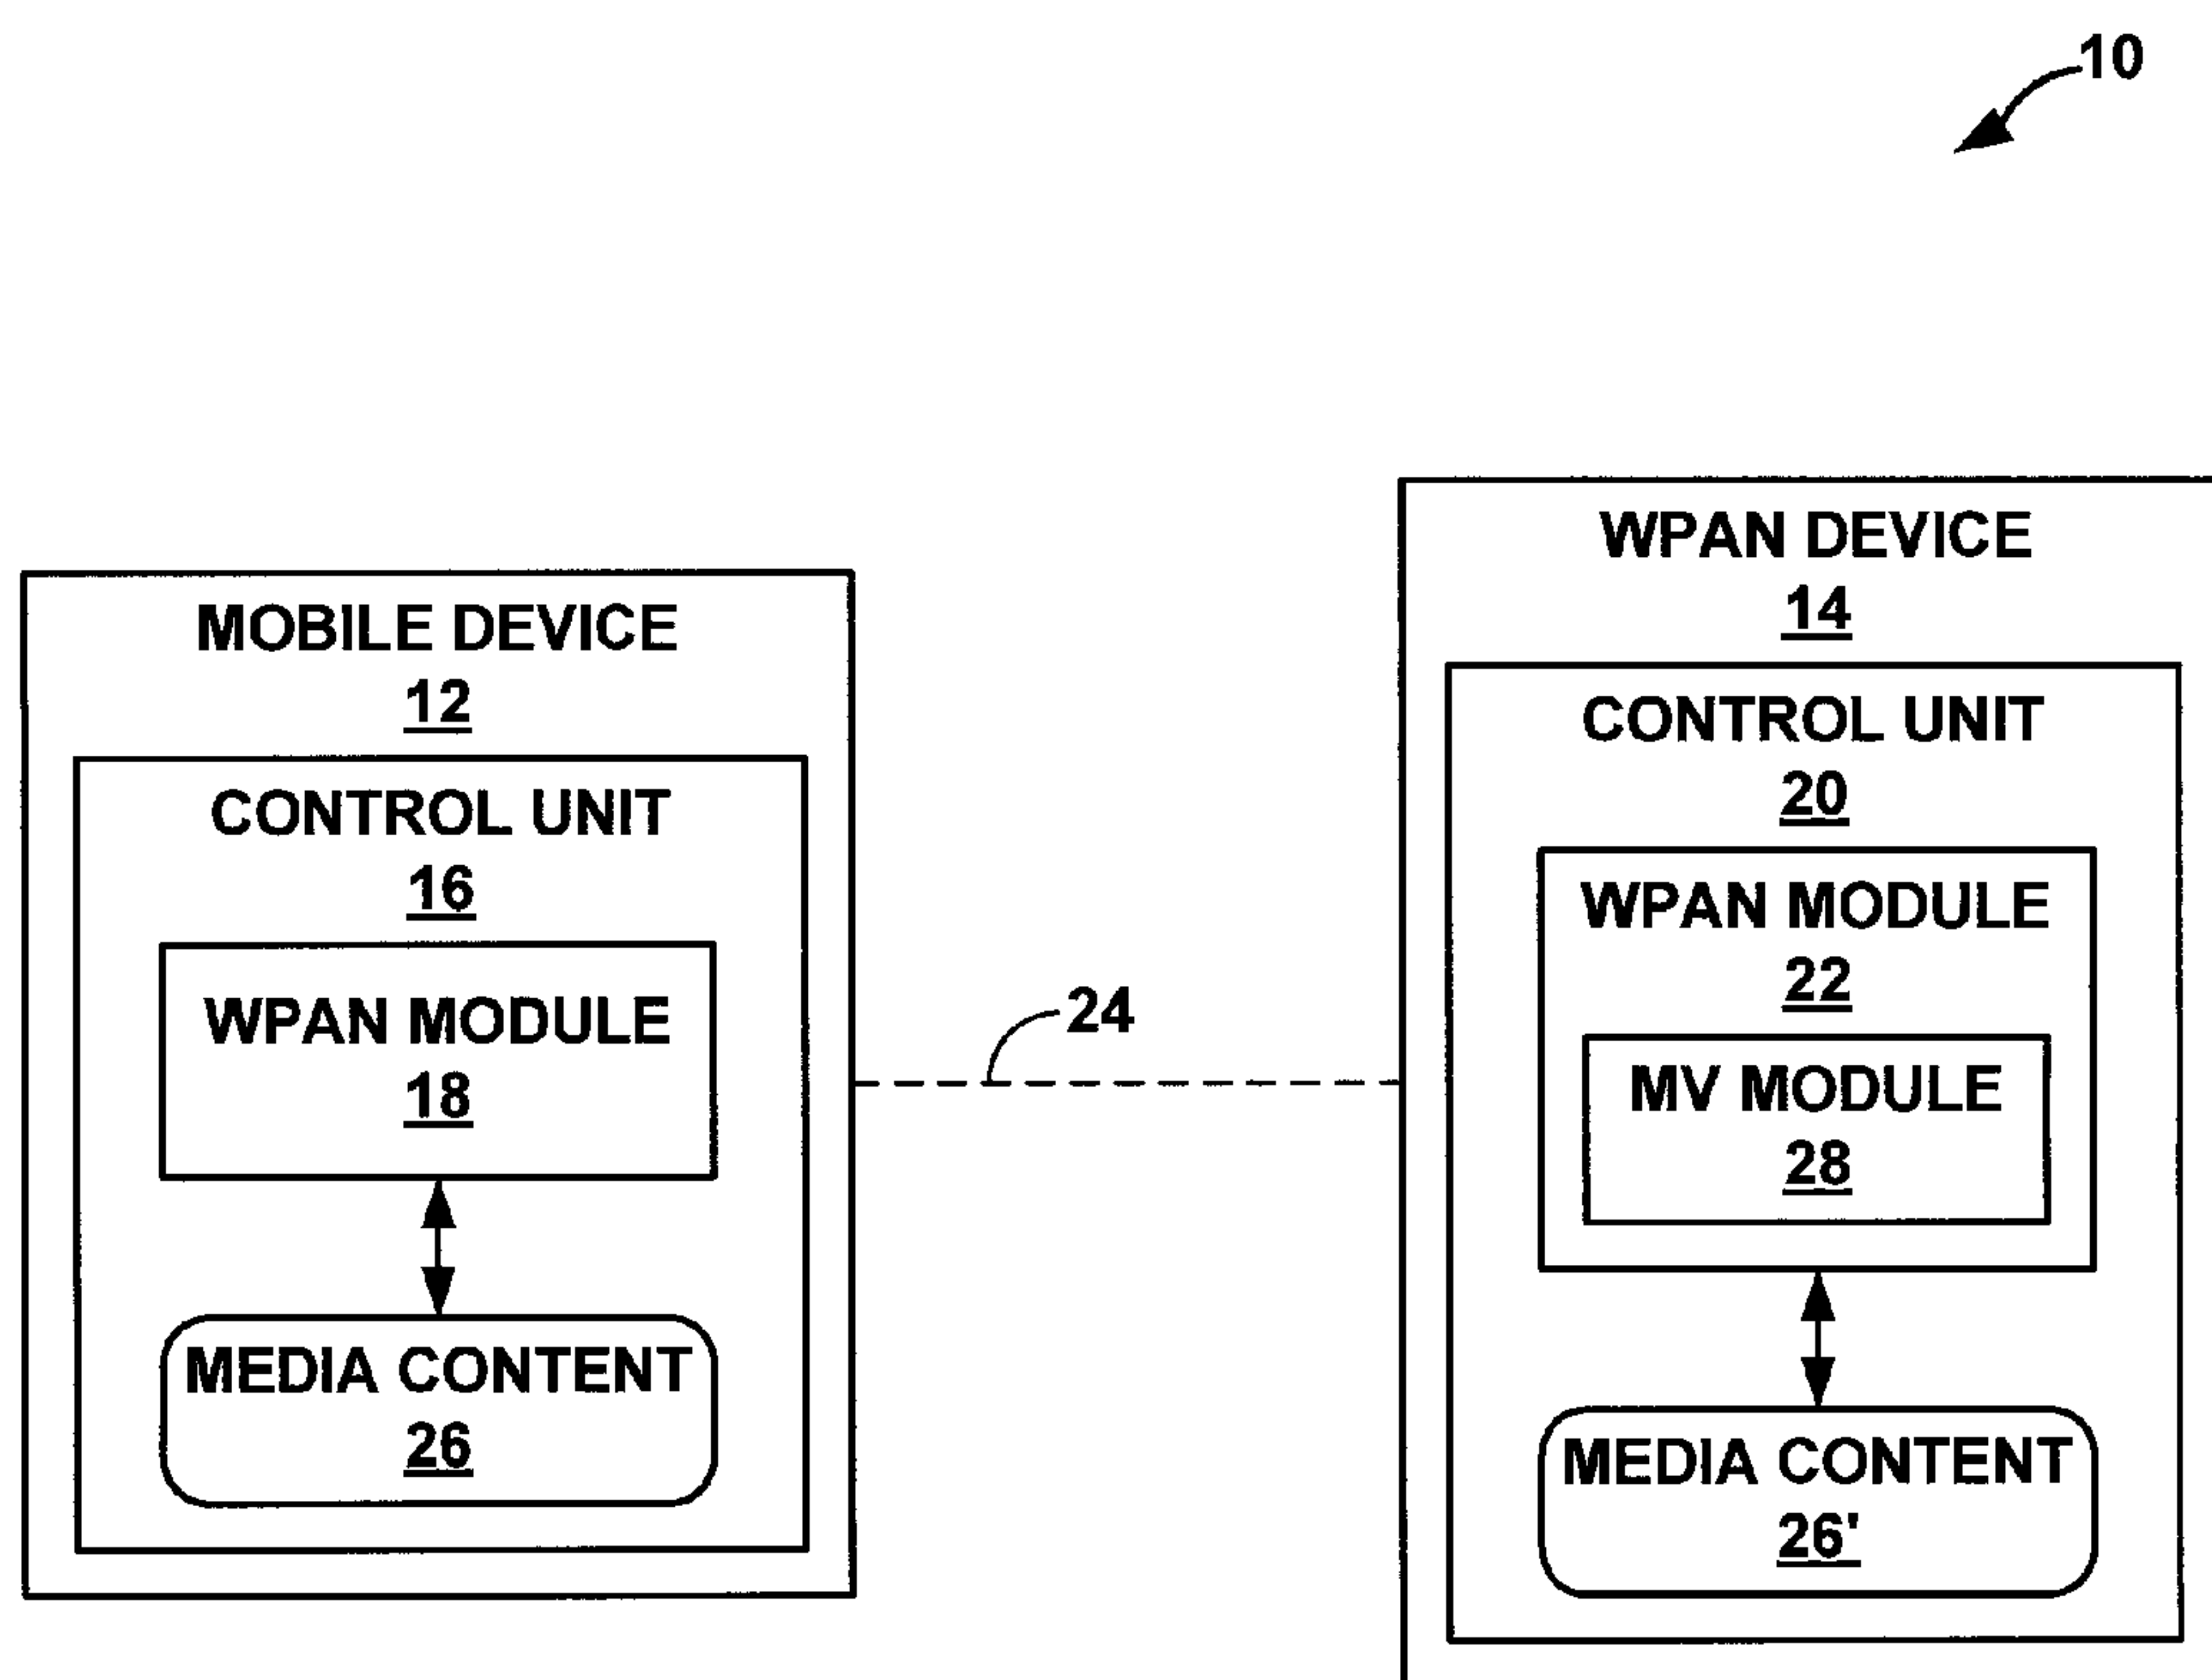 10
MOBILE DEVICE
12
CONTROL UNIT
16
WPAN MODULE
18
MEDIA CONTENT
26
24
WPAN DEVICE
14
CONTROL UNIT
20
WPAN MODULE
22
MV MODULE
28
MEDIA CONTENT
26'